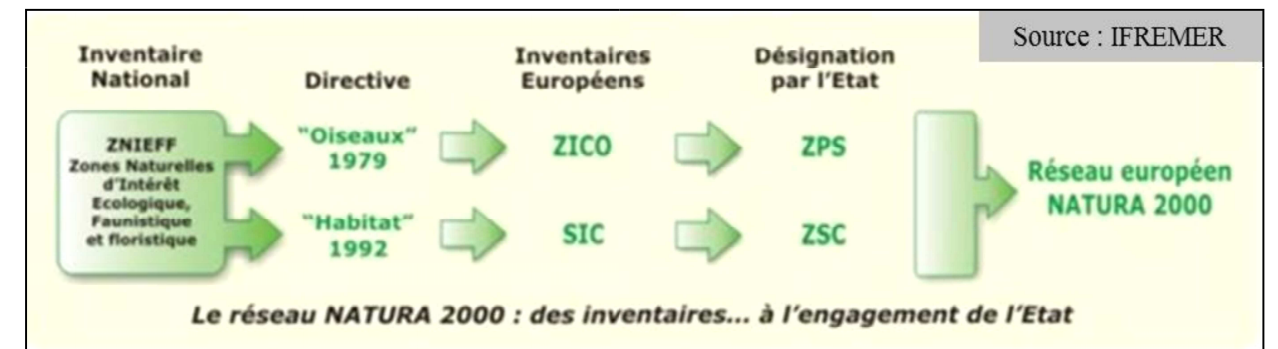 Source : IFREMER
Inventaire
National
Directive
Inventaires
Européens
Désignation
par l'Etat
ZNIEFF
Zones Naturelles
d'Intérêt
Ecologique,
Faunistique
et floristique
"Oiseaux"
1979
ZICO
ZPS
"Habitat"
1992
SIC
ZSC
Réseau européen
NATURA 2000
Le réseau NATURA 2000 : des inventaires... à l'engagement de l'Etat